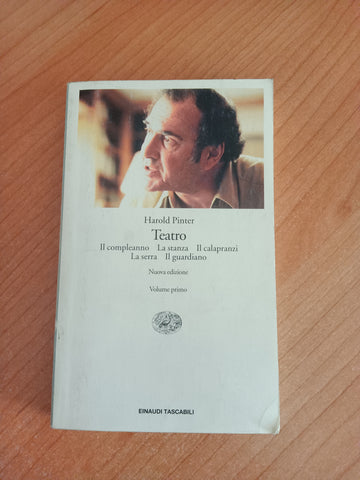 Harold Pinter
Teatro
Il compleanno La stanza Il calapranzi
La serra Il guardiano
Nuova edizione
Volume primo
EINAUDI TASCABILI